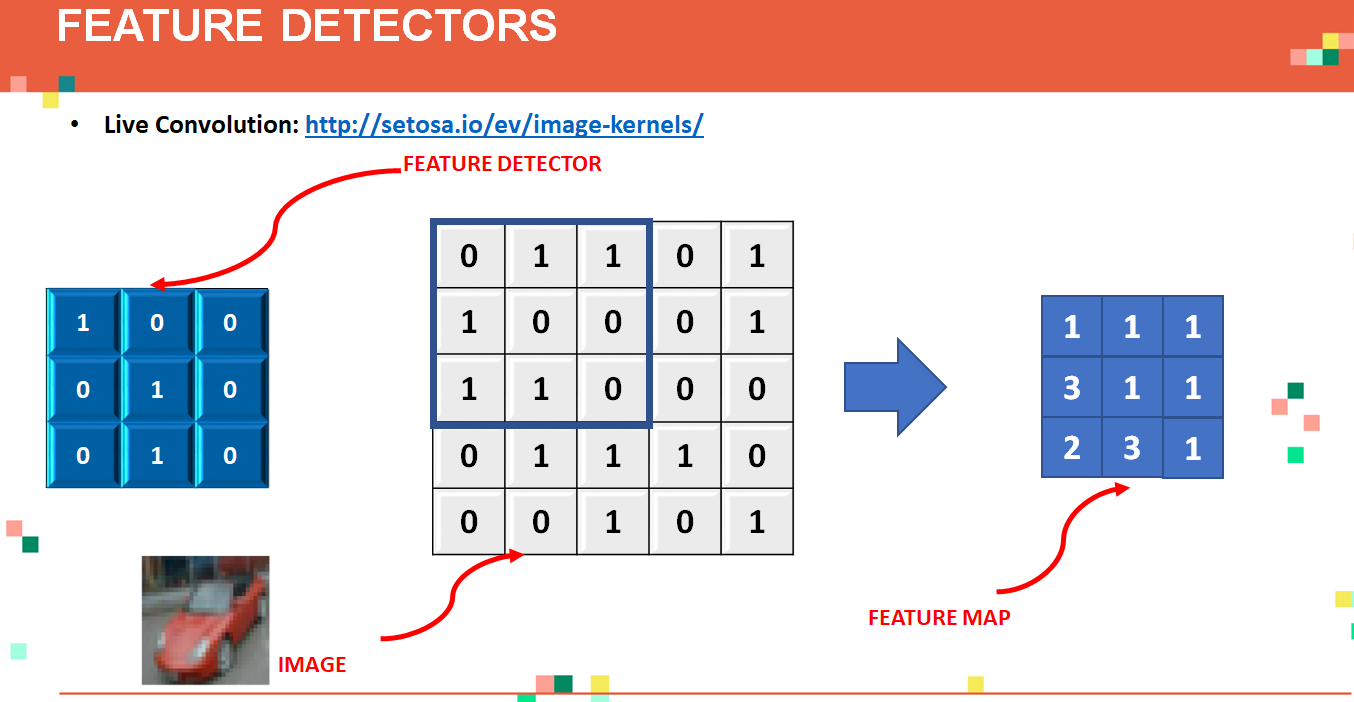 FEATURE DETECTORS
• Live Convolution: http://setosa.io/ev/image-kernels/
FEATURE DETECTOR
1 0 0
0 1 0
0 1 0
0 1 1 0 1
1 0 0 0 1
1 1 0 0 0
0 1 1 1 0
0 0 1 0 1
1 1 1
3 1 1
2 3 1
IMAGE
FEATURE MAP